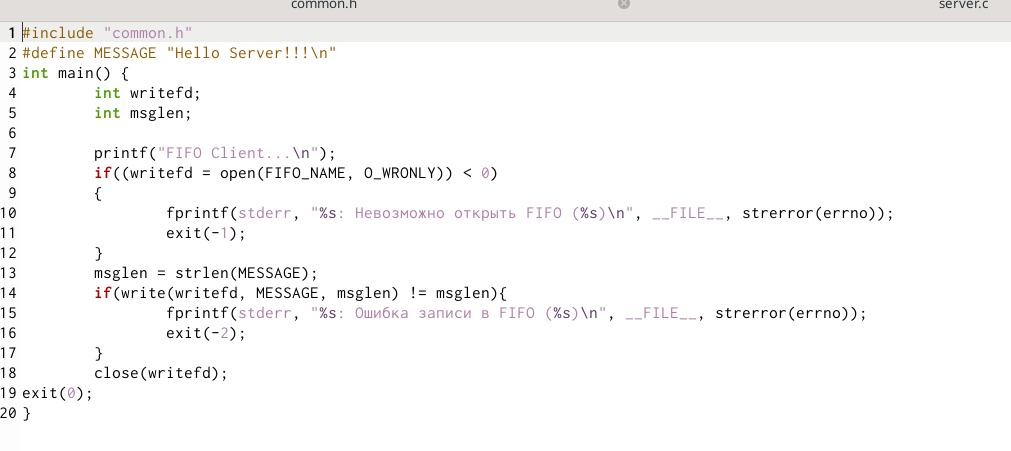 common.h server.c
1 #include "common.h"
2 #define MESSAGE "Hello Server!!!\n"
3 int main() {
4 int writefd;
5 int msglen;
6
7 printf("FIFO Client...\n");
8 if((writefd = open(FIFO_NAME, O_WRONLY)) < 0)
9 {
10 fprintf(stderr, "%s: Невозможно открыть FIFO (%s)\n", __FILE__, strerror(errno));
11 exit(-1);
12 }
13 msglen = strlen(MESSAGE);
14 if(write(writefd, MESSAGE, msglen) != msglen){
15 fprintf(stderr, "%s: Ошибка записи в FIFO (%s)\n", __FILE__, strerror(errno));
16 exit(-2);
17 }
18 close(writefd);
19 exit(0);
20 }